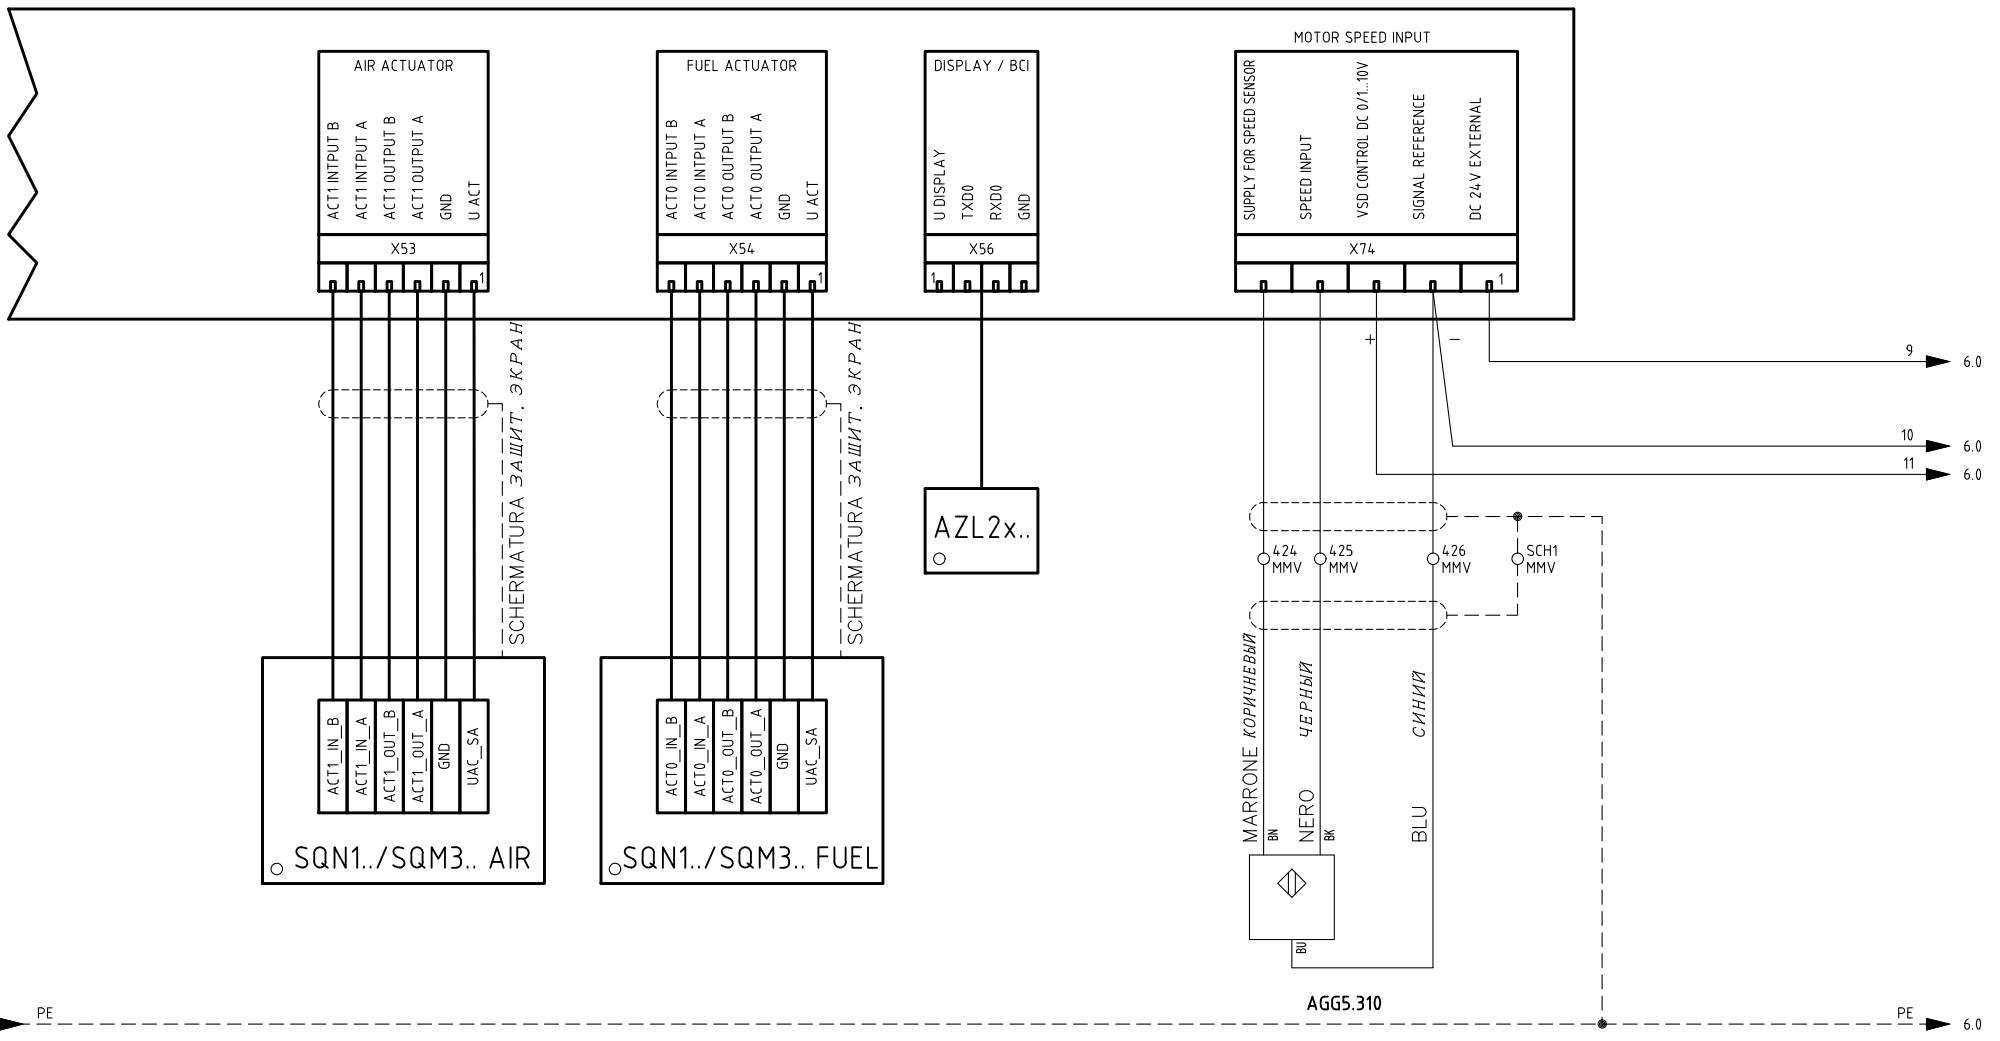 MOTOR SPEED INPUT
AIR ACTUATOR
FUEL ACTUATOR
DISPLAY / BCI
ACT1 INTPUT B
ACT1 INTPUT A
ACT1 OUTPUT B
ACT1 OUTPUT A
GND
U ACT
ACT0 INTPUT B
ACT0 INTPUT A
ACT0 OUTPUT B
ACT0 OUTPUT A
GND
U ACT
U DISPLAY
TXD0
RXD0
GND
SUPPLY FOR SPEED SENSOR
SPEED INPUT
VSD CONTROL DC 0/1...10V
SIGNAL REFERENCE
DC 24V EXTERNAL
X53
X54
X56
X74
1
1
1
1
+
–
9
6.0
10
6.0
11
6.0
SCHERMATURA ЗАЩИТ. ЭКРАН
SCHERMATURA ЗАЩИТ. ЭКРАН
AZL2x..
424
MMV
425
MMV
426
MMV
SCH1
MMV
MARRONE КОРИЧНЕВЫЙ
NERO ЧЕРНЫЙ
BLU СИНИЙ
BN
BK
BU
ACT1_IN_B
ACT1_IN_A
ACT1_OUT_B
ACT1_OUT_A
GND
UAC_SA
ACT0_IN_B
ACT0_IN_A
ACT0_OUT_B
ACT0_OUT_A
GND
UAC_SA
SQN1../SQM3.. AIR
SQN1../SQM3.. FUEL
AGG5.310
PE
PE
6.0